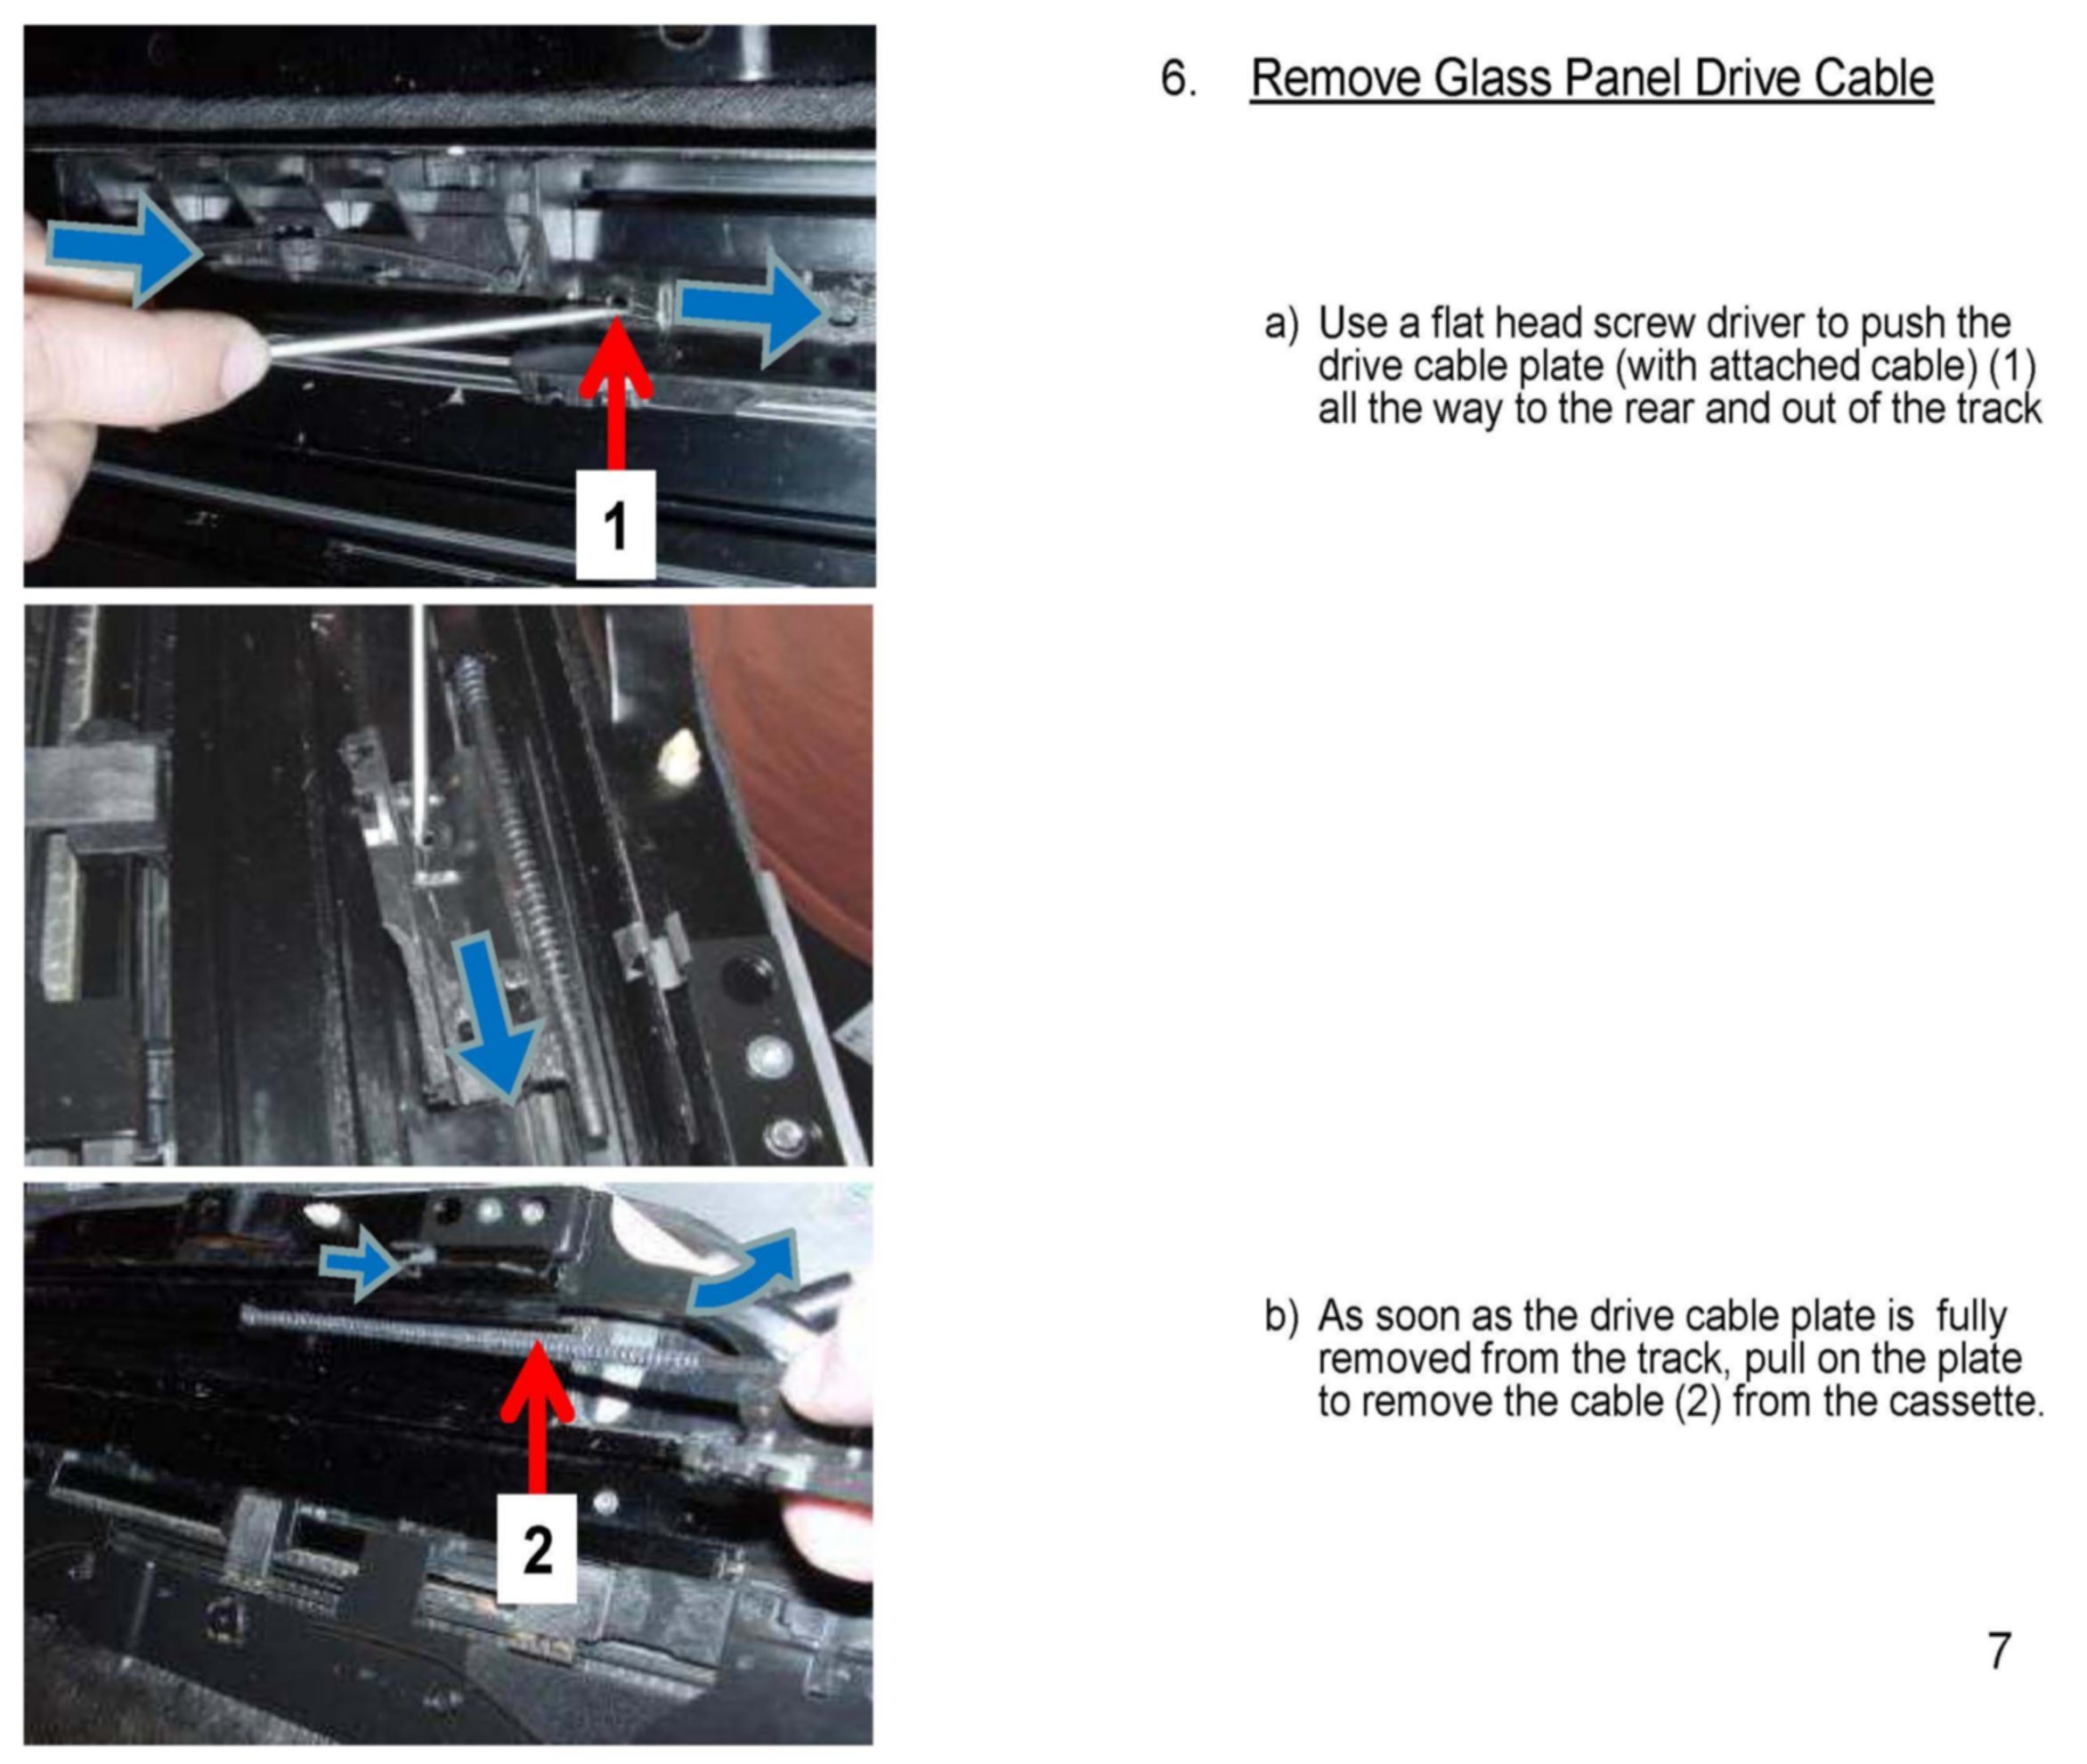 6. Remove Glass Panel Drive Cable
a) Use a flat head screw driver to push the
drive cable plate (with attached cable) (1)
all the way to the rear and out of the track
1
b) As soon as the drive cable plate is fully
removed from the track, pull on the plate
to remove the cable (2) from the cassette.
2
7